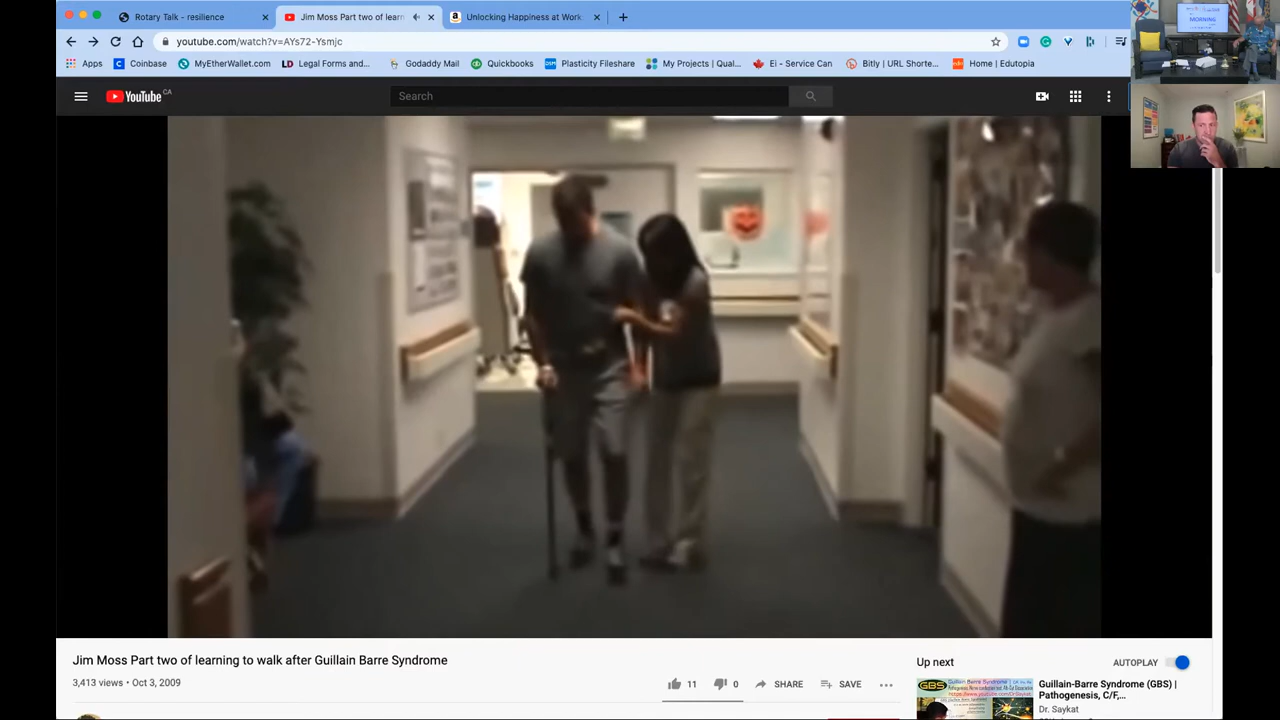 Rotary Talk - resilience
Jim Moss Part two of learn
Unlocking Happiness at Work
youtube.com/watch?v=AYs72-Ysmjc
Apps
Coinbase
MyEtherWallet.com
Legal Forms and...
Godaddy Mail
Quickbooks
Plasticity Fileshare
My Projects | Qual...
Ei - Service Can
Bitly | URL Shorte...
Home | Edutopia
MORNING
YouTube CA
Search
Jim Moss Part two of learning to walk after Guillain Barre Syndrome
3,413 views • Oct 3, 2009
11
0
SHARE
SAVE
Up next
AUTOPLAY
GBS
Guillain-Barre Syndrome (GBS) |
Pathogenesis, C/F,...
Dr. Saykat